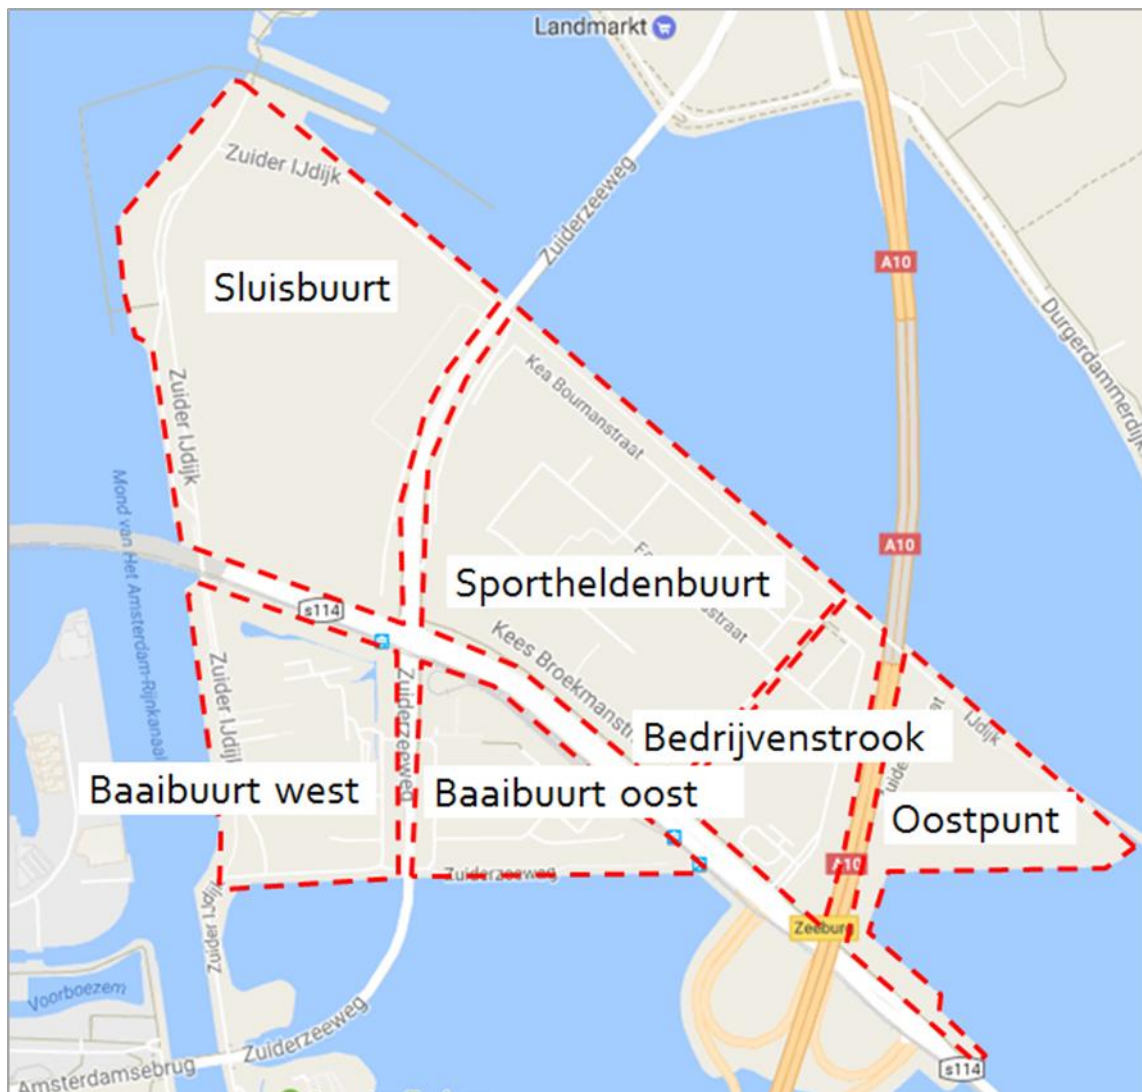 Landmarkt
Zuider IJdijk
Zuiderzeeweg
A10
Sluisbuurt
Durgerdammerdijk
Kea Boumanstraat
Zuider IJdijk
Mond van Het Amsterdam-Rijnkanaal
A10
Sportheldenbuurt
s114
Kees Broekmanstr
Zuider IJdijk
Zuiderzeeweg
IJdijk
Bedrijvenstrook
Baaibuurt west
Baaibuurt oost
Oostpunt
A10
Zuiderzeeweg
Zuider IJdijk
Zeeburg
Voorboezem
Zuiderzeeweg
Amsterdamsebrug
s114